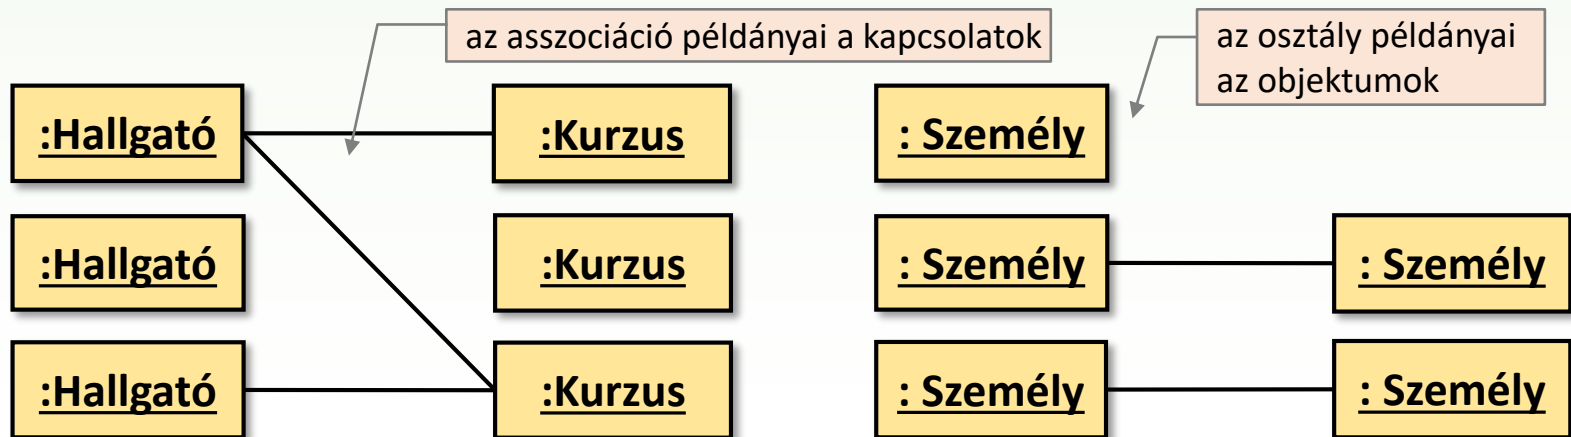 az asszociáció példányai a kapcsolatok
az osztály példányai
az objektumok
:Hallgató
:Kurzus
: Személy
:Hallgató
:Kurzus
: Személy
: Személy
:Hallgató
:Kurzus
: Személy
: Személy